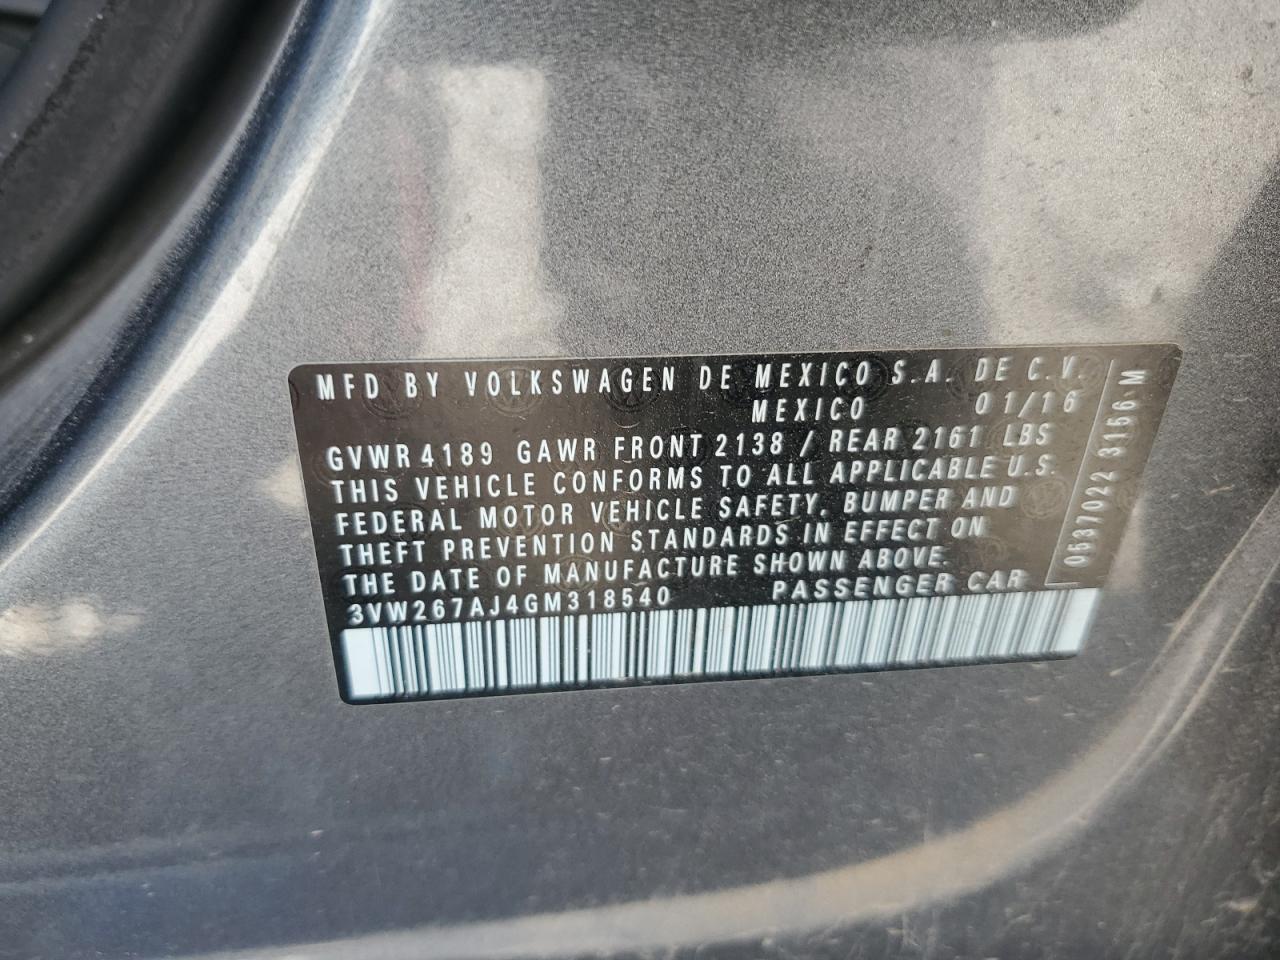 MFD BY VOLKSWAGEN DE MEXICO S.A. DE C.V.
MEXICO 01/16
GVWR 4189 GAWR FRONT 2138 / REAR 2161 LBS
THIS VEHICLE CONFORMS TO ALL APPLICABLE U.S.
FEDERAL MOTOR VEHICLE SAFETY, BUMPER AND
THEFT PREVENTION STANDARDS IN EFFECT ON
THE DATE OF MANUFACTURE SHOWN ABOVE.
3VW267AJ4GM318540 PASSENGER CAR
0537022 3166 M